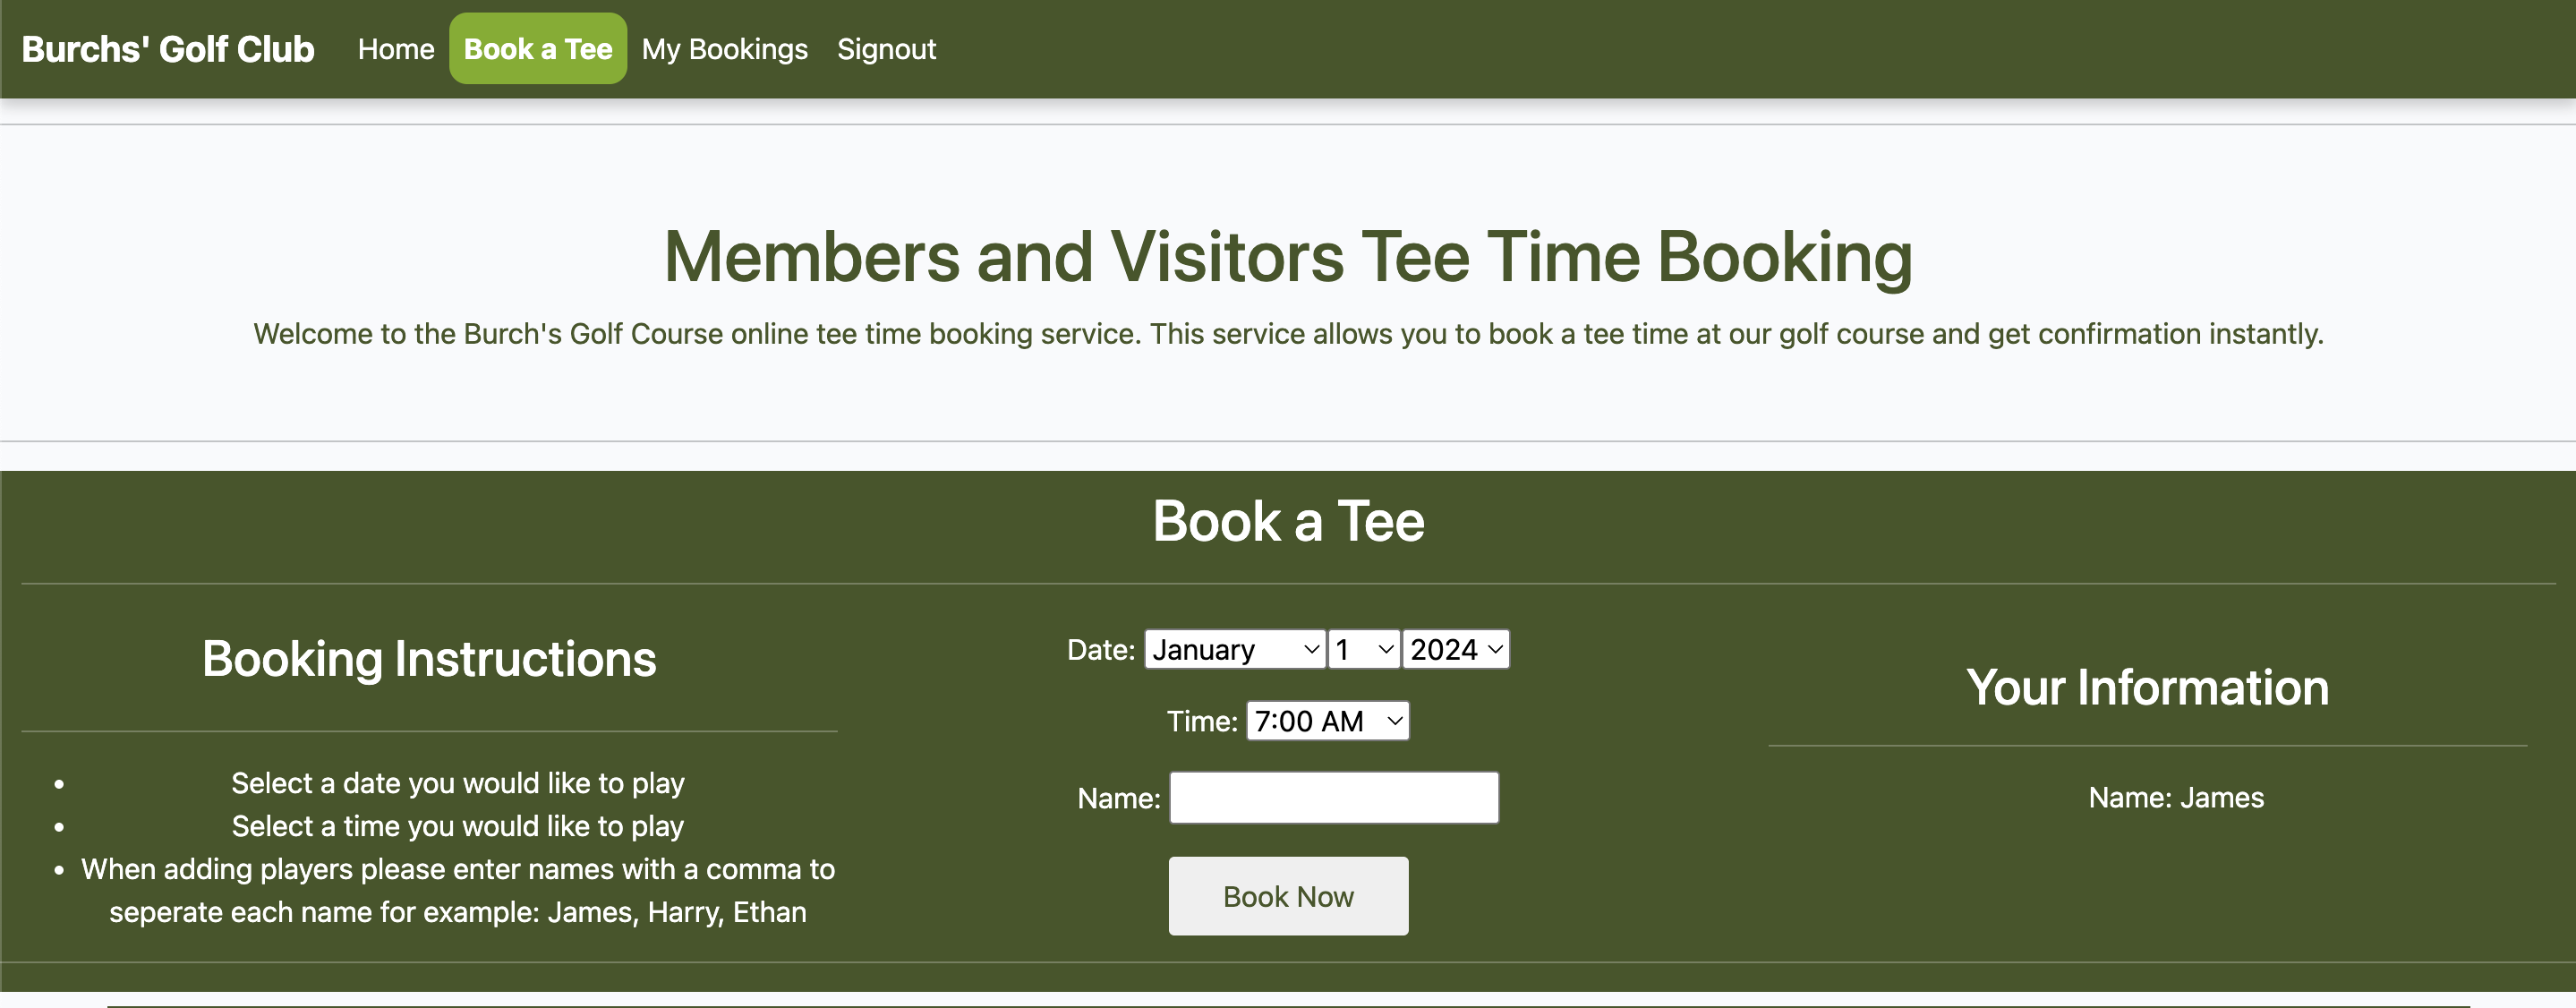 Burchs' Golf Club Home Book a Tee My Bookings Signout
Members and Visitors Tee Time Booking
Welcome to the Burch's Golf Course online tee time booking service. This service allows you to book a tee time at our golf course and get confirmation instantly.
Book a Tee
Booking Instructions
Select a date you would like to play
Select a time you would like to play
When adding players please enter names with a comma to
seperate each name for example: James, Harry, Ethan
Date: January 1 2024
Time: 7:00 AM
Name:
Book Now
Your Information
Name: James